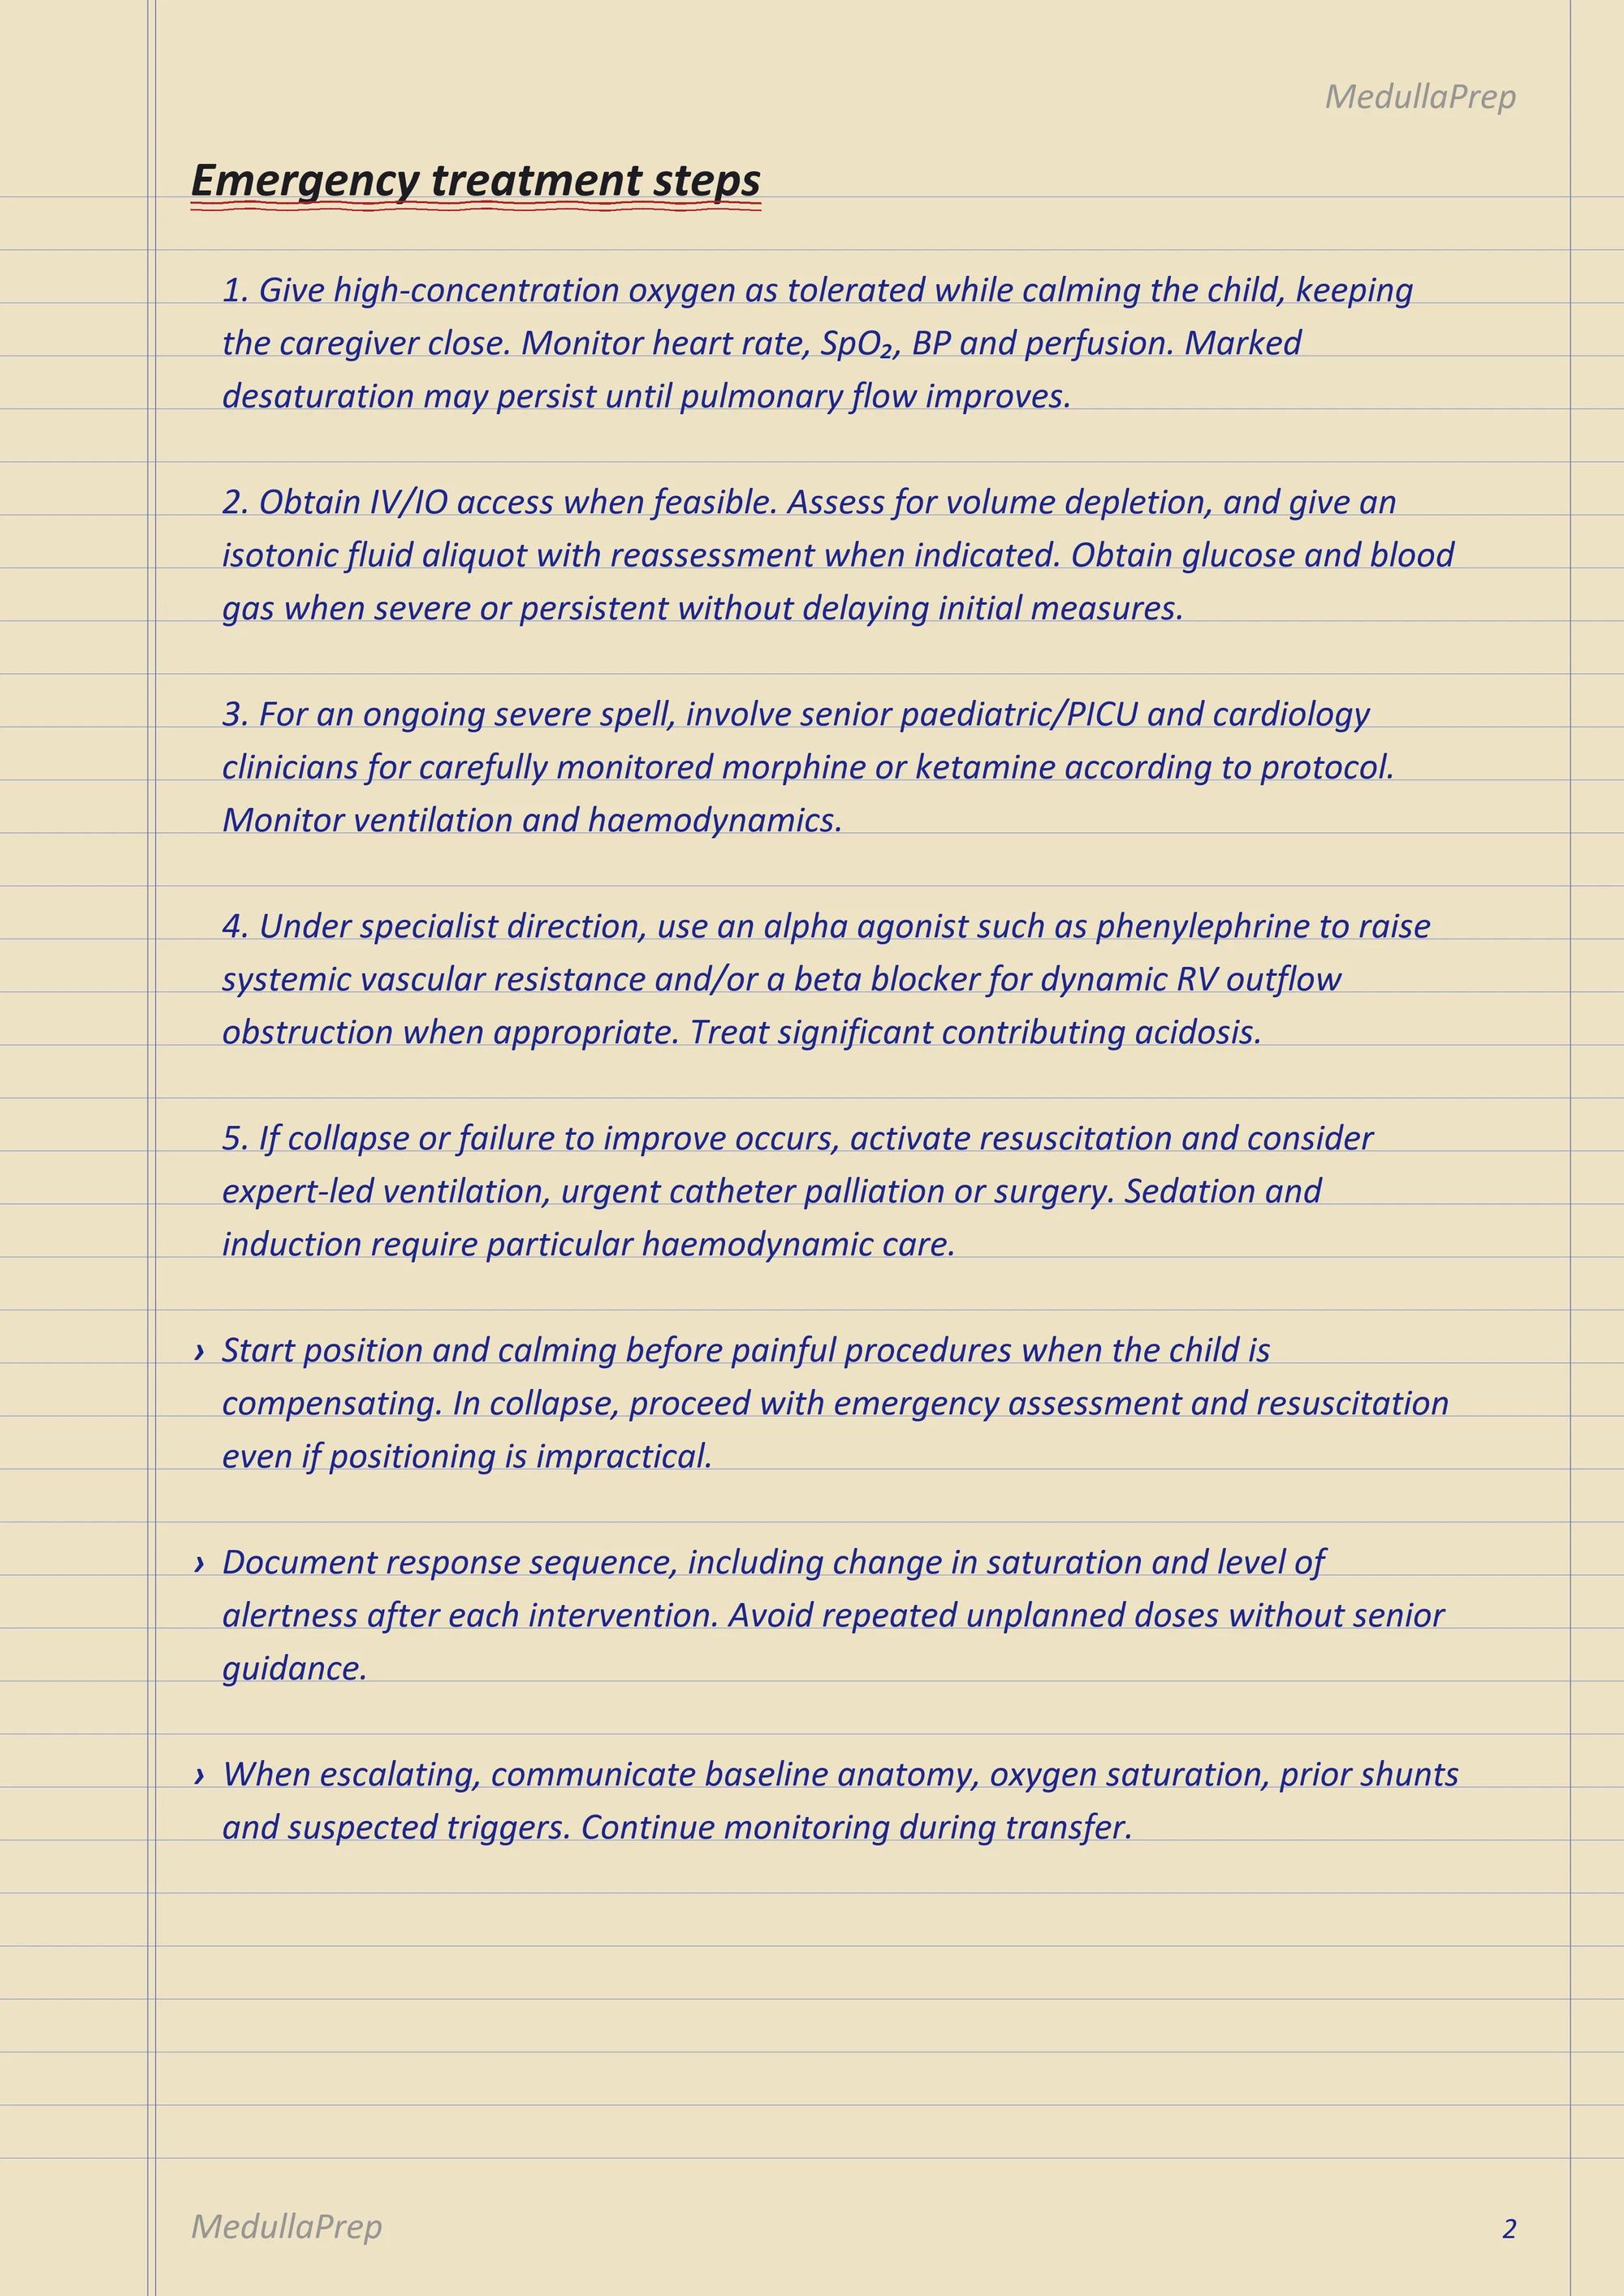 MedullaPrep
Emergency treatment steps
1. Give high-concentration oxygen as tolerated while calming the child, keeping
the caregiver close. Monitor heart rate, SpO₂, BP and perfusion. Marked
desaturation may persist until pulmonary flow improves.
2. Obtain IV/IO access when feasible. Assess for volume depletion, and give an
isotonic fluid aliquot with reassessment when indicated. Obtain glucose and blood
gas when severe or persistent without delaying initial measures.
3. For an ongoing severe spell, involve senior paediatric/PICU and cardiology
clinicians for carefully monitored morphine or ketamine according to protocol.
Monitor ventilation and haemodynamics.
4. Under specialist direction, use an alpha agonist such as phenylephrine to raise
systemic vascular resistance and/or a beta blocker for dynamic RV outflow
obstruction when appropriate. Treat significant contributing acidosis.
5. If collapse or failure to improve occurs, activate resuscitation and consider
expert-led ventilation, urgent catheter palliation or surgery. Sedation and
induction require particular haemodynamic care.
› Start position and calming before painful procedures when the child is
compensating. In collapse, proceed with emergency assessment and resuscitation
even if positioning is impractical.
› Document response sequence, including change in saturation and level of
alertness after each intervention. Avoid repeated unplanned doses without senior
guidance.
› When escalating, communicate baseline anatomy, oxygen saturation, prior shunts
and suspected triggers. Continue monitoring during transfer.
MedullaPrep
2